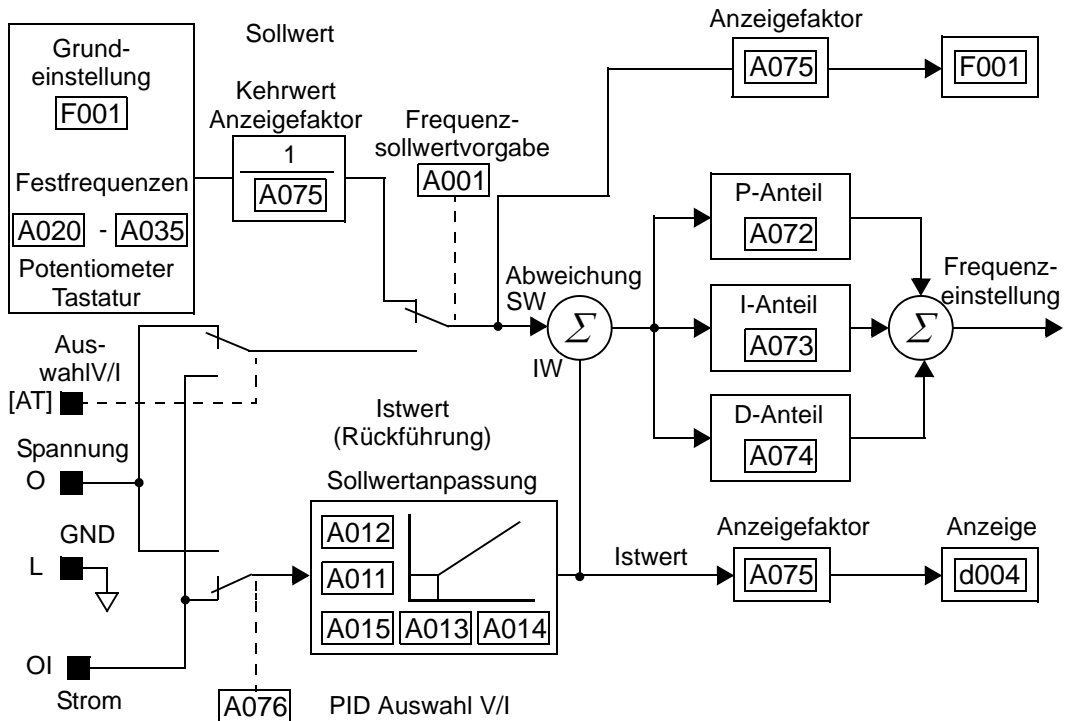 Grund-
einstellung
F001
Festfrequenzen
A020 - A035
Potentiometer
Tastatur
Sollwert
Kehrwert
Anzeigefaktor
1
A075
Frequenz-
sollwertvorgabe
A001
Anzeigefaktor
A075
F001
P-Anteil
A072
I-Anteil
A073
D-Anteil
A074
Abweichung
SW
Σ
IW
Σ
Frequenz-
einstellung
Aus-
wahlV/I
[AT]
Spannung
O
GND
L
OI
Strom
Istwert
(Rückführung)
Sollwertanpassung
A012
A011
A015 A013 A014
A076
PID Auswahl V/I
Istwert
Anzeigefaktor
A075
Anzeige
d004